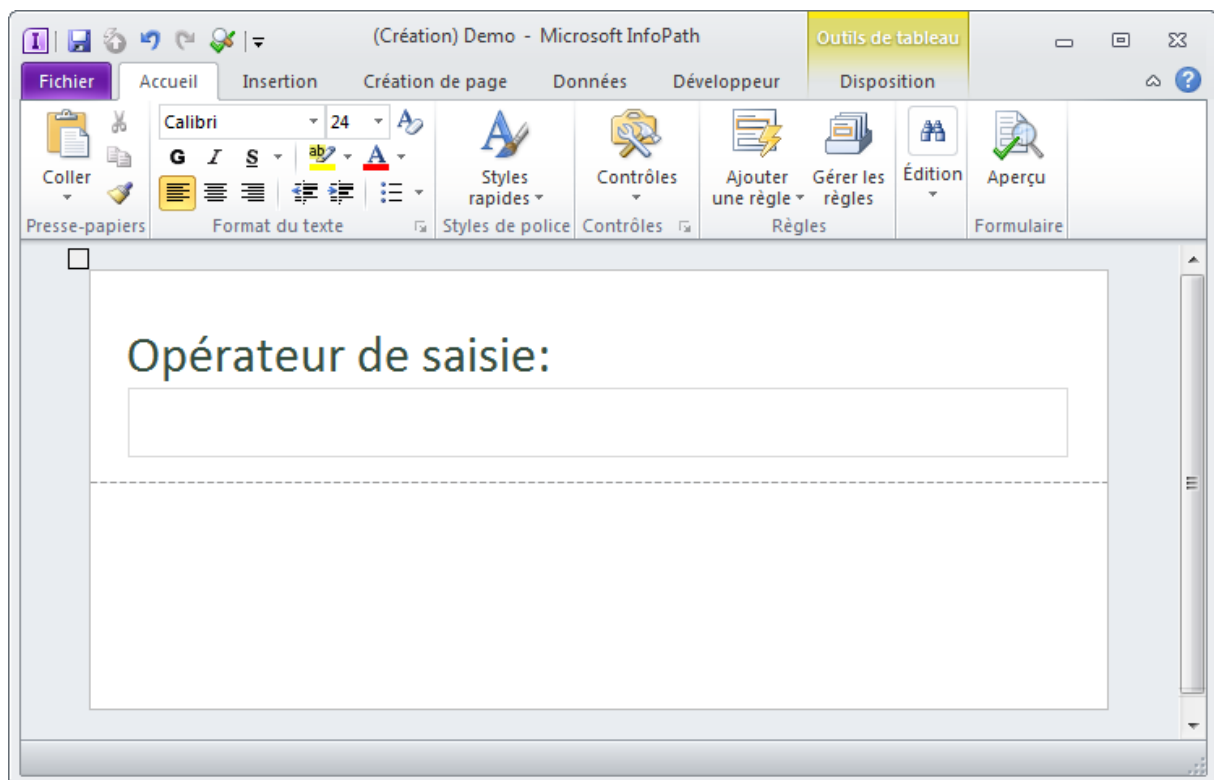 (Création) Demo - Microsoft InfoPath
Outils de tableau
Fichier Accueil Insertion Création de page Données Développeur Disposition
Calibri 24
G I S ab A
Coller
Styles rapides
Contrôles
Ajouter une règle
Gérer les règles
Édition
Aperçu
Presse-papiers Format du texte Styles de police Contrôles Règles Formulaire
Opérateur de saisie: